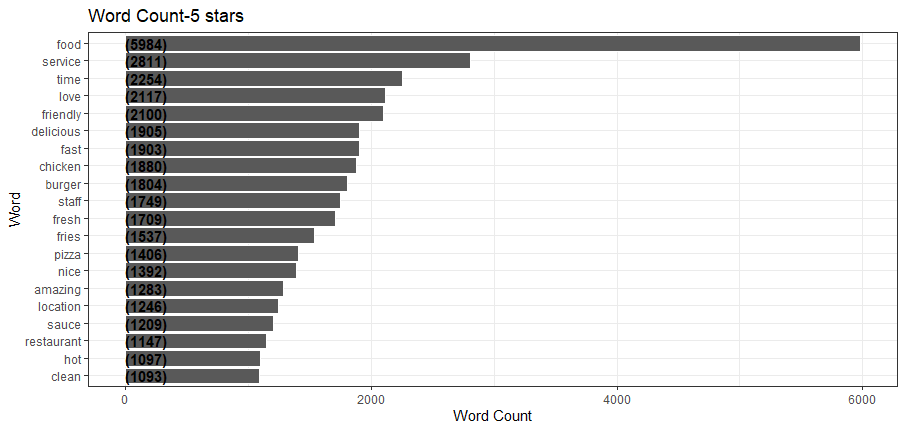 Word Count-5 stars
food (5984)
service (2811)
time (2254)
love (2117)
friendly (2100)
delicious (1905)
fast (1903)
chicken (1880)
burger (1804)
staff (1749)
fresh (1709)
fries (1537)
pizza (1406)
nice (1392)
amazing (1283)
location (1246)
sauce (1209)
restaurant (1147)
hot (1097)
clean (1093)
Word
0 2000 4000 6000
Word Count